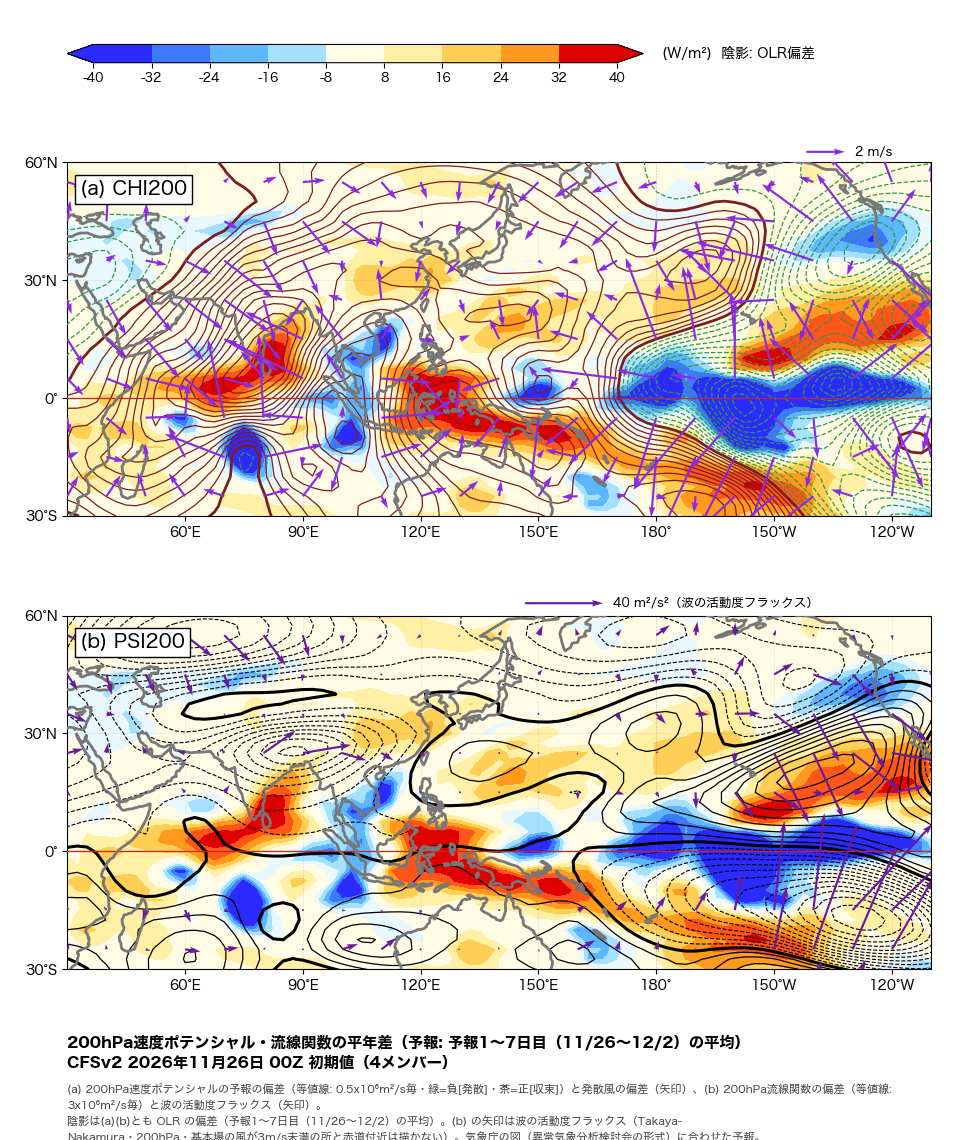 (W/m²) 陰影: OLR偏差
-40 -32 -24 -16 -8 8 16 24 32 40
2 m/s
60°N
(a) CHI200
30°N
0°
30°S
60°E 90°E 120°E 150°E 180° 150°W 120°W
40 m²/s²（波の活動度フラックス）
60°N
(b) PSI200
30°N
0°
30°S
60°E 90°E 120°E 150°E 180° 150°W 120°W
200hPa速度ポテンシャル・流線関数の平年差（予報: 予報1〜7日目（11/26〜12/2）の平均）
CFSv2 2026年11月26日 00Z 初期値（4メンバー）
(a) 200hPa速度ポテンシャルの予報の偏差（等値線: 0.5x10⁶m²/s毎・緑=負[発散]・茶=正[収束]）と発散風の偏差（矢印）、(b) 200hPa流線関数の偏差（等値線:
3x10⁶m²/s毎）と波の活動度フラックス（矢印）。
陰影は(a)(b)とも OLR の偏差（予報1〜7日目（11/26〜12/2）の平均）。(b) の矢印は波の活動度フラックス（Takaya-
Nakamura・200hPa・基本場の風が3m/s未満の所と赤道付近は描かない）。気象庁の図（異常気象分析検討会の形式）に合わせた予報。